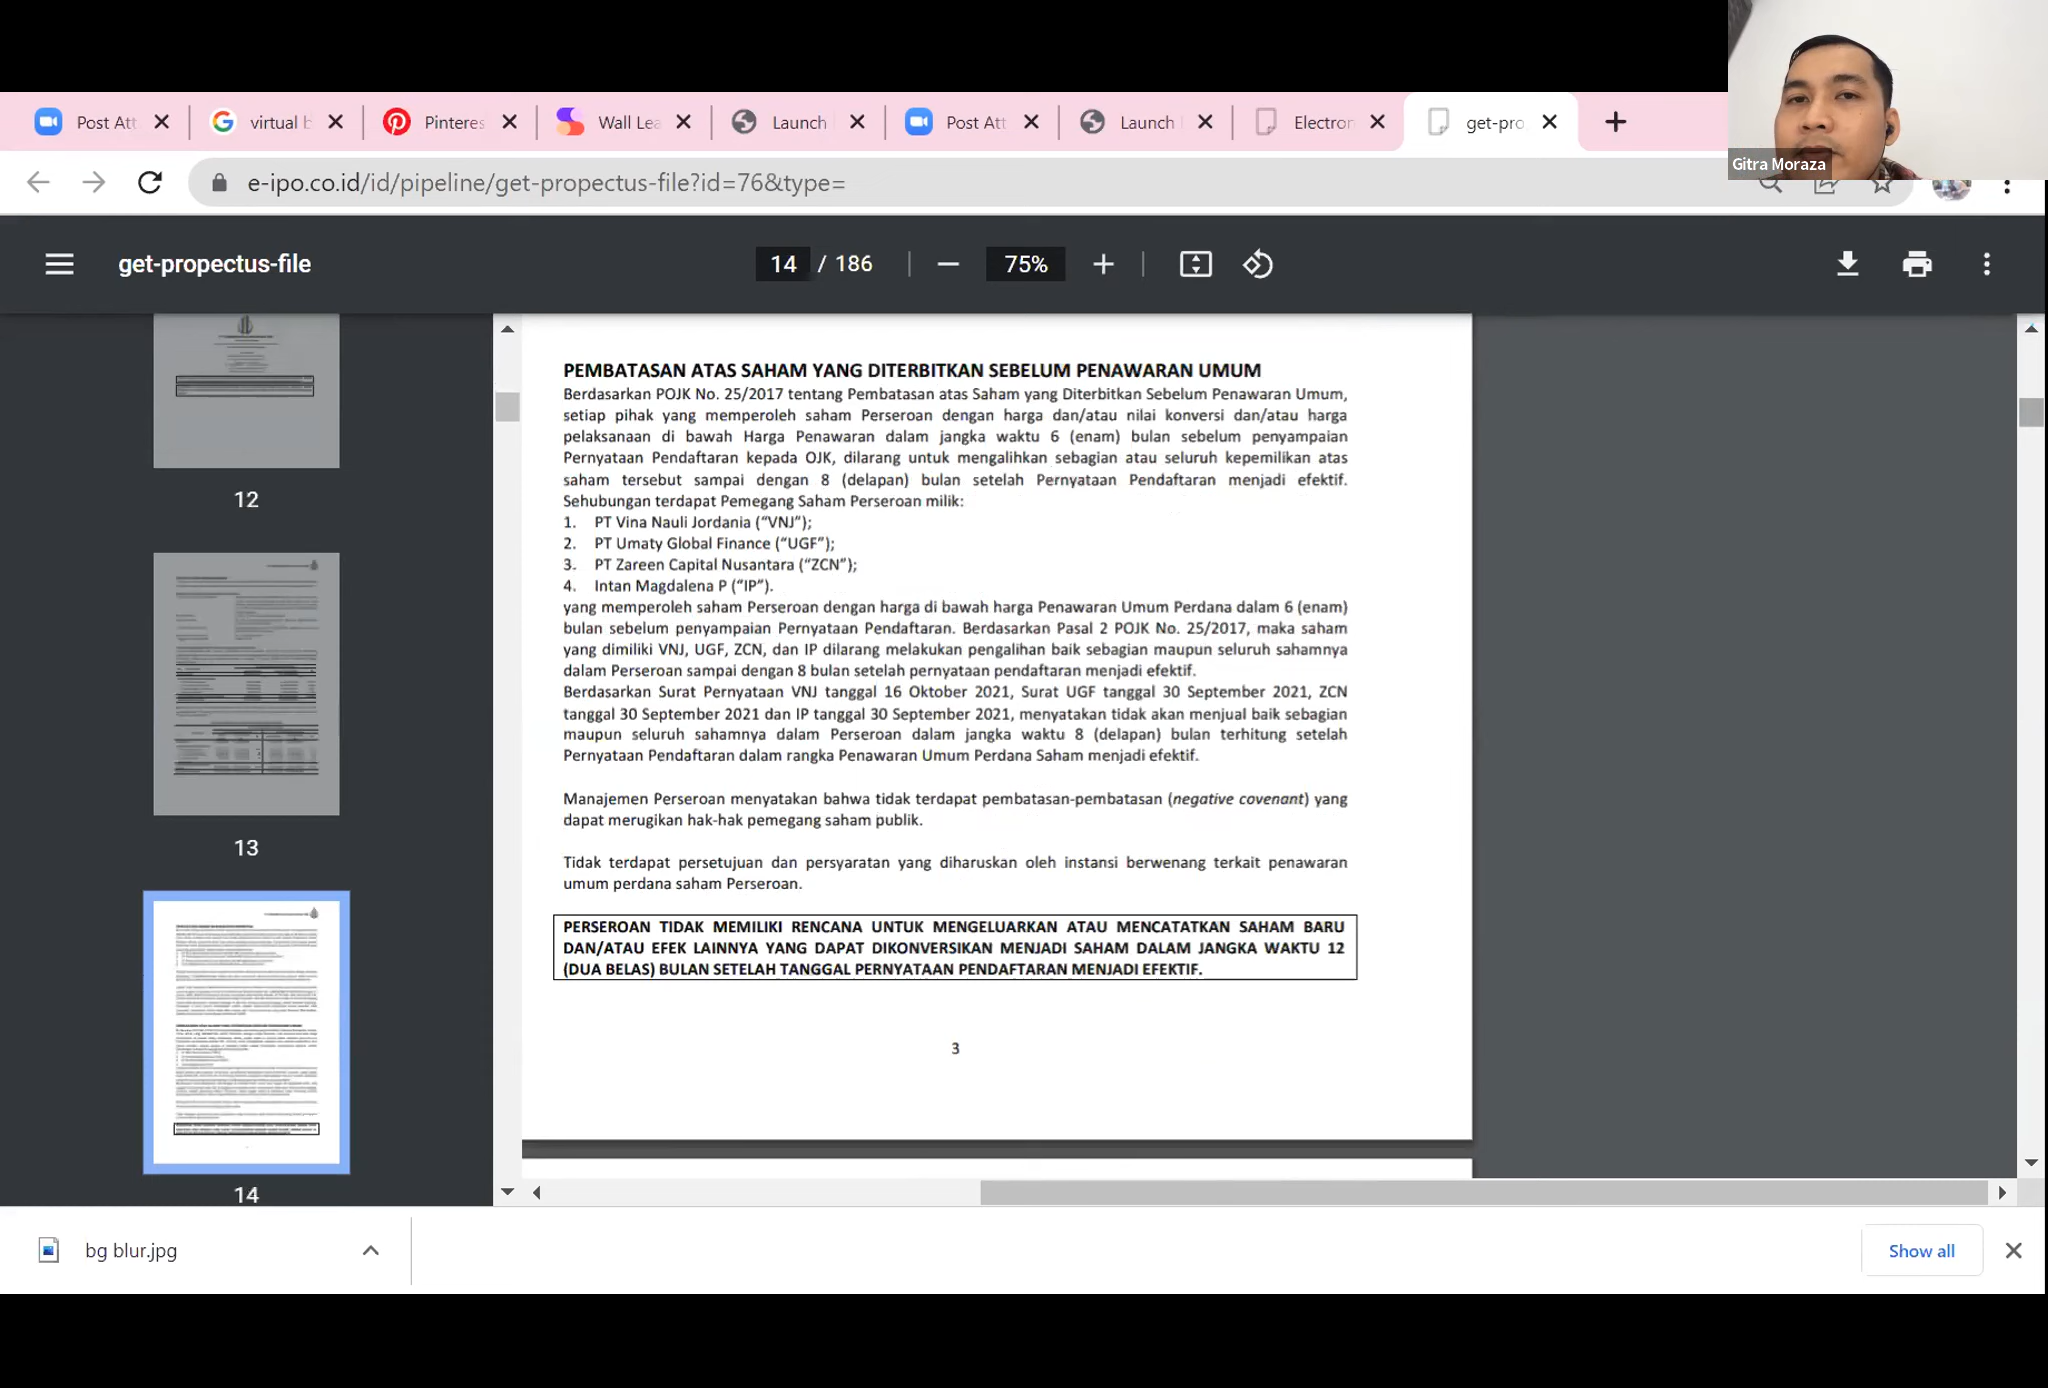 Post Att
virtual b
Pinteres
Wall Lea
Launch
Post Att
Launch
Electron
get-pro
Gitra Moraza
e-ipo.co.id/id/pipeline/get-propectus-file?id=76&type=
get-propectus-file
14 / 186
75%
12
13
14
PEMBATASAN ATAS SAHAM YANG DITERBITKAN SEBELUM PENAWARAN UMUM
Berdasarkan POJK No. 25/2017 tentang Pembatasan atas Saham yang Diterbitkan Sebelum Penawaran Umum,
setiap pihak yang memperoleh saham Perseroan dengan harga dan/atau nilai konversi dan/atau harga
pelaksanaan di bawah Harga Penawaran dalam jangka waktu 6 (enam) bulan sebelum penyampaian
Pernyataan Pendaftaran kepada OJK, dilarang untuk mengalihkan sebagian atau seluruh kepemilikan atas
saham tersebut sampai dengan 8 (delapan) bulan setelah Pernyataan Pendaftaran menjadi efektif.
Sehubungan terdapat Pemegang Saham Perseroan milik:
1. PT Vina Nauli Jordania (“VNJ”);
2. PT Umaty Global Finance (“UGF”);
3. PT Zareen Capital Nusantara (“ZCN”);
4. Intan Magdalena P (“IP”).
yang memperoleh saham Perseroan dengan harga di bawah harga Penawaran Umum Perdana dalam 6 (enam)
bulan sebelum penyampaian Pernyataan Pendaftaran. Berdasarkan Pasal 2 POJK No. 25/2017, maka saham
yang dimiliki VNJ, UGF, ZCN, dan IP dilarang melakukan pengalihan baik sebagian maupun seluruh sahamnya
dalam Perseroan sampai dengan 8 bulan setelah pernyataan pendaftaran menjadi efektif.
Berdasarkan Surat Pernyataan VNJ tanggal 16 Oktober 2021, Surat UGF tanggal 30 September 2021, ZCN
tanggal 30 September 2021 dan IP tanggal 30 September 2021, menyatakan tidak akan menjual baik sebagian
maupun seluruh sahamnya dalam Perseroan dalam jangka waktu 8 (delapan) bulan terhitung setelah
Pernyataan Pendaftaran dalam rangka Penawaran Umum Perdana Saham menjadi efektif.
Manajemen Perseroan menyatakan bahwa tidak terdapat pembatasan-pembatasan (negative covenant) yang
dapat merugikan hak-hak pemegang saham publik.
Tidak terdapat persetujuan dan persyaratan yang diharuskan oleh instansi berwenang terkait penawaran
umum perdana saham Perseroan.
PERSEROAN TIDAK MEMILIKI RENCANA UNTUK MENGELUARKAN ATAU MENCATATKAN SAHAM BARU
DAN/ATAU EFEK LAINNYA YANG DAPAT DIKONVERSIKAN MENJADI SAHAM DALAM JANGKA WAKTU 12
(DUA BELAS) BULAN SETELAH TANGGAL PERNYATAAN PENDAFTARAN MENJADI EFEKTIF.
3
bg blur.jpg
Show all